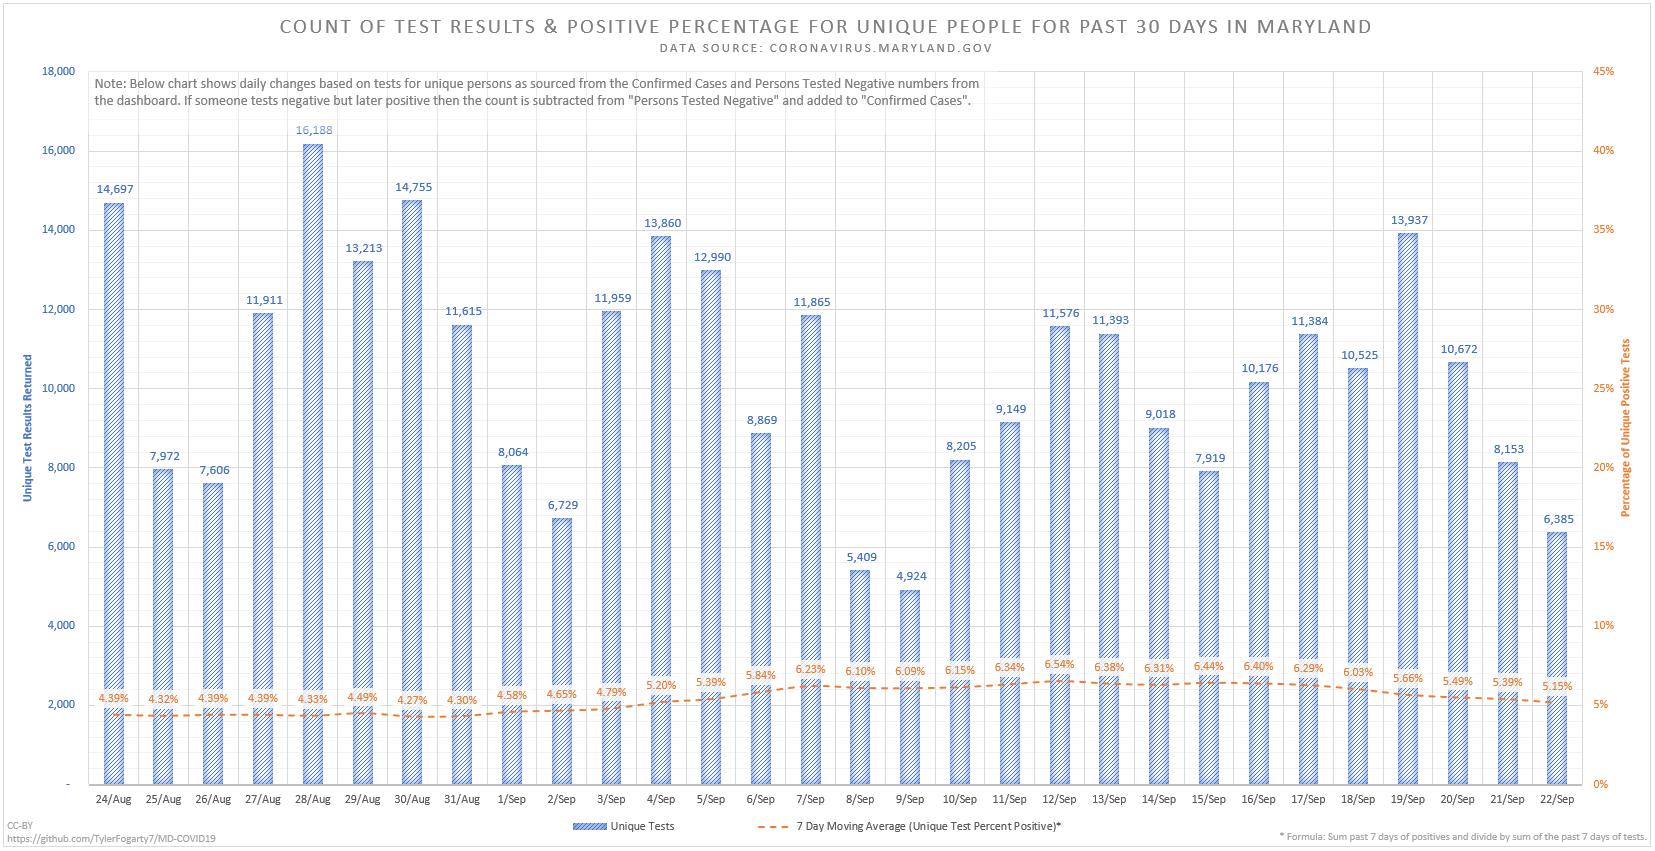 COUNT OF TEST RESULTS & POSITIVE PERCENTAGE FOR UNIQUE PEOPLE FOR PAST 30 DAYS IN MARYLAND
DATA SOURCE: CORONAVIRUS.MARYLAND.GOV
Note: Below chart shows daily changes based on tests for unique persons as sourced from the Confirmed Cases and Persons Tested Negative numbers from
the dashboard. If someone tests negative but later positive then the count is subtracted from "Persons Tested Negative" and added to "Confirmed Cases".
Unique Test Results Returned
18,000
16,000
14,000
12,000
10,000
8,000
6,000
4,000
2,000
-
14,697
7,972
7,606
11,911
16,188
13,213
14,755
11,615
8,064
6,729
11,959
13,860
12,990
8,869
11,865
5,409
4,924
8,205
9,149
11,576
11,393
9,018
7,919
10,176
11,384
10,525
13,937
10,672
8,153
6,385
4.39%
4.32%
4.39%
4.39%
4.33%
4.49%
4.27%
4.30%
4.58%
4.65%
4.79%
5.20%
5.39%
5.84%
6.23%
6.10%
6.09%
6.15%
6.34%
6.54%
6.38%
6.31%
6.44%
6.40%
6.29%
6.03%
5.66%
5.49%
5.39%
5.15%
45%
40%
35%
30%
25%
20%
15%
10%
5%
0%
Percentage of Unique Positive Tests
24/Aug
25/Aug
26/Aug
27/Aug
28/Aug
29/Aug
30/Aug
31/Aug
1/Sep
2/Sep
3/Sep
4/Sep
5/Sep
6/Sep
7/Sep
8/Sep
9/Sep
10/Sep
11/Sep
12/Sep
13/Sep
14/Sep
15/Sep
16/Sep
17/Sep
18/Sep
19/Sep
20/Sep
21/Sep
22/Sep
Unique Tests
7 Day Moving Average (Unique Test Percent Positive)*
CC-BY
https://github.com/TylerFogarty7/MD-COVID19
* Formula: Sum past 7 days of positives and divide by sum of the past 7 days of tests.